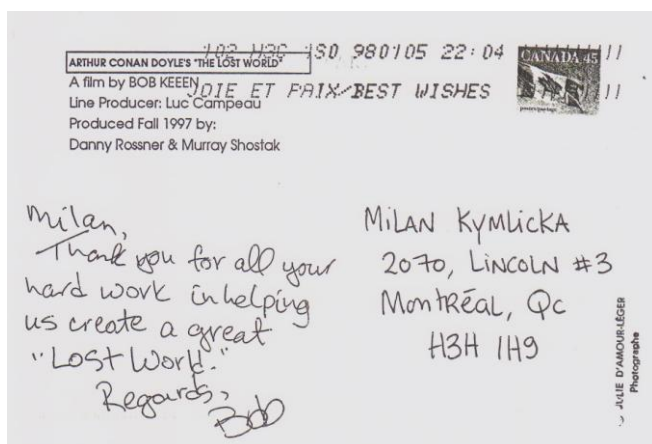 102 H3C 1S0 980105 22:04
JOIE ET PAIX/BEST WISHES
CANADA 45
ARTHUR CONAN DOYLE'S "THE LOST WORLD"
A film by BOB KEEEN
Line Producer: Luc Campeau
Produced Fall 1997 by:
Danny Rossner & Murray Shostak
Milan,
Thank you for all your
hard work in helping
us create a great
"Lost World."
Regards,
Bob
MiLAN KYMLICKA
2070, LINCOLN #3
Montréal, Qc
H3H 1H9
JULIE D'AMOUR-LÉGER
Photographe